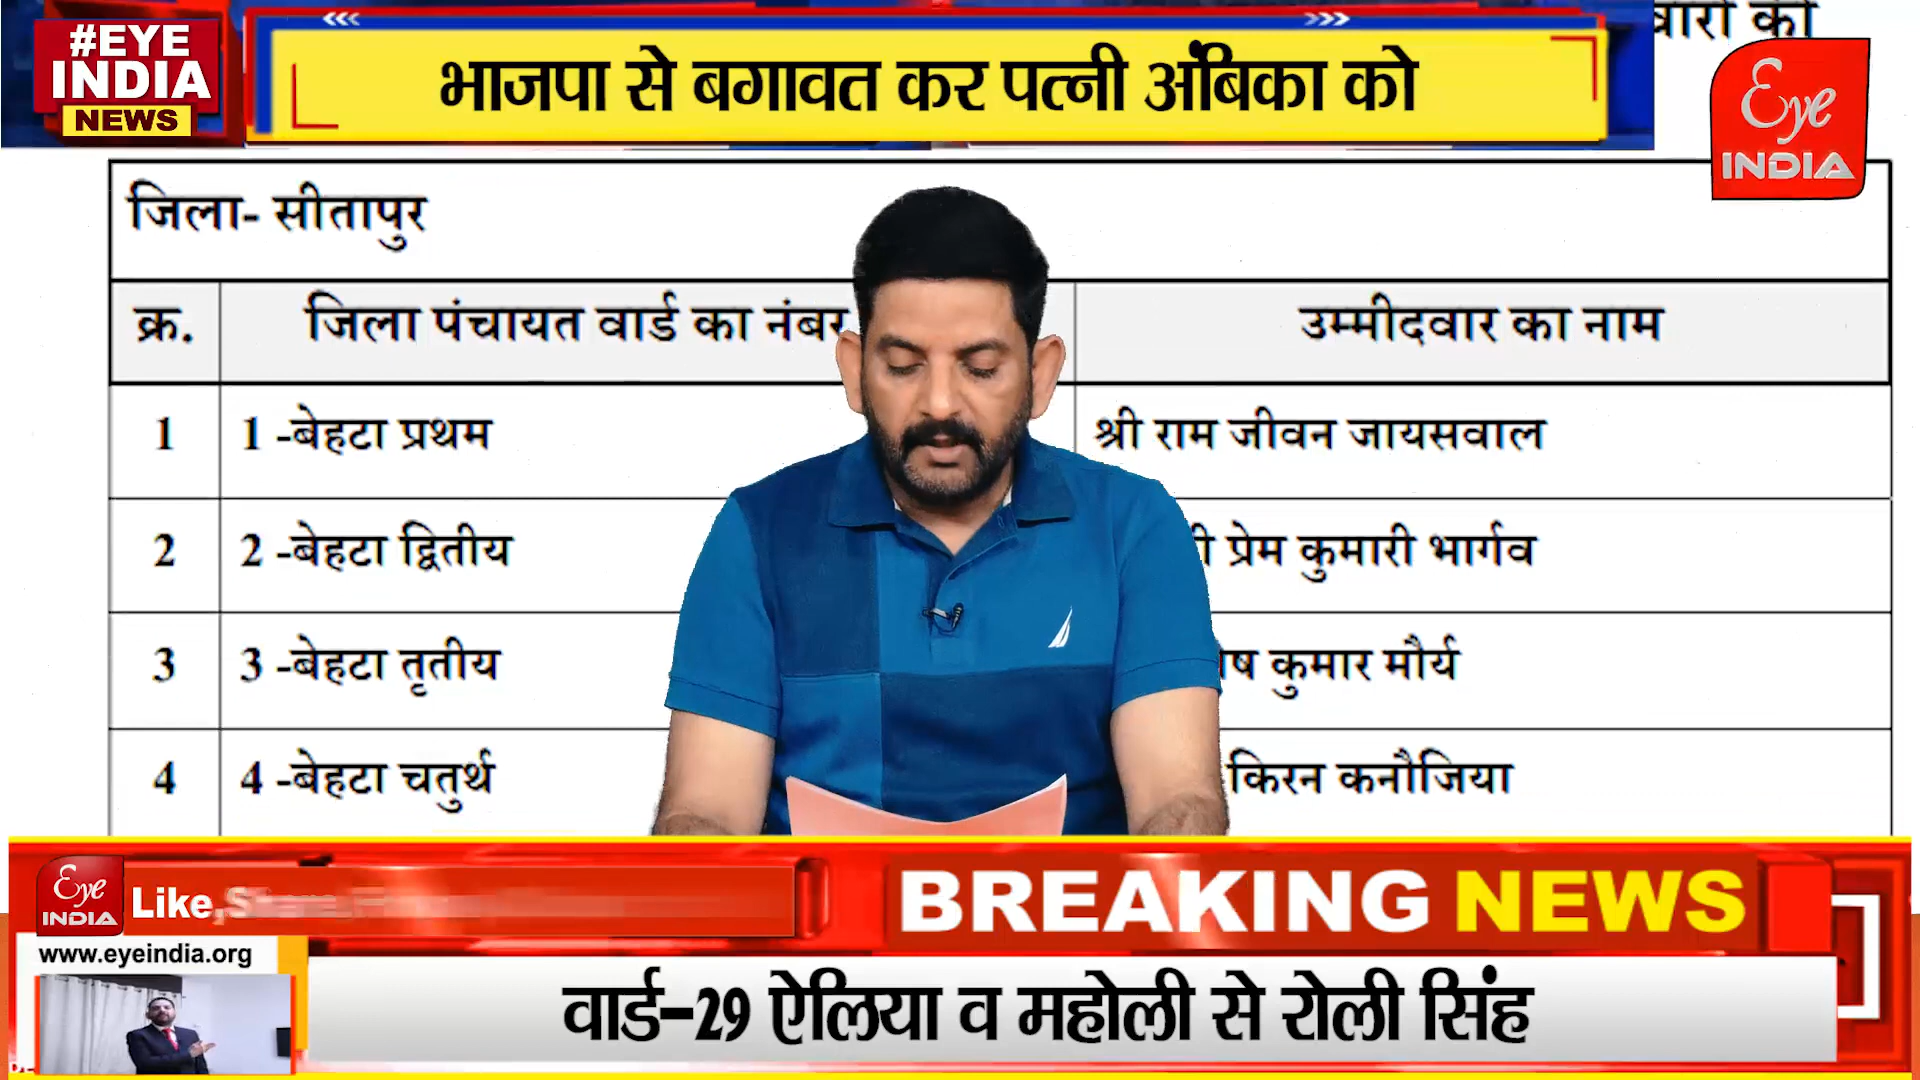 वारों की
#EYE
INDIA
NEWS
भाजपा से बगावत कर पत्नी अंबिका को
Eye
INDIA
जिला- सीतापुर
क्र. जिला पंचायत वार्ड का नंबर उम्मीदवार का नाम
1 1 -बेहटा प्रथम श्री राम जीवन जायसवाल
2 2 -बेहटा द्वितीय प्रेम कुमारी भार्गव
3 3 -बेहटा तृतीय कुमार मौर्य
4 4 -बेहटा चतुर्थ किरन कनौजिया
Eye
INDIA
Like,
BREAKING NEWS
www.eyeindia.org
वार्ड-29 ऐलिया व महोली से रोली सिंह